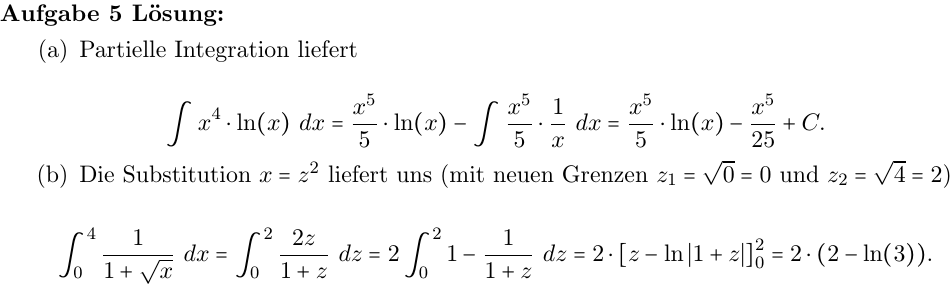 Aufgabe 5 Lösung:
(a) Partielle Integration liefert
∫ x⁴ · ln(x) dx = x⁵/5 · ln(x) − ∫ x⁵/5 · 1/x dx = x⁵/5 · ln(x) − x⁵/25 + C.
(b) Die Substitution x = z² liefert uns (mit neuen Grenzen z₁ = √0 = 0 und z₂ = √4 = 2)
∫₀⁴ 1/(1 + √x) dx = ∫₀² 2z/(1 + z) dz = 2 ∫₀² 1 − 1/(1 + z) dz = 2 · [z − ln|1 + z|]₀² = 2 · (2 − ln(3)).